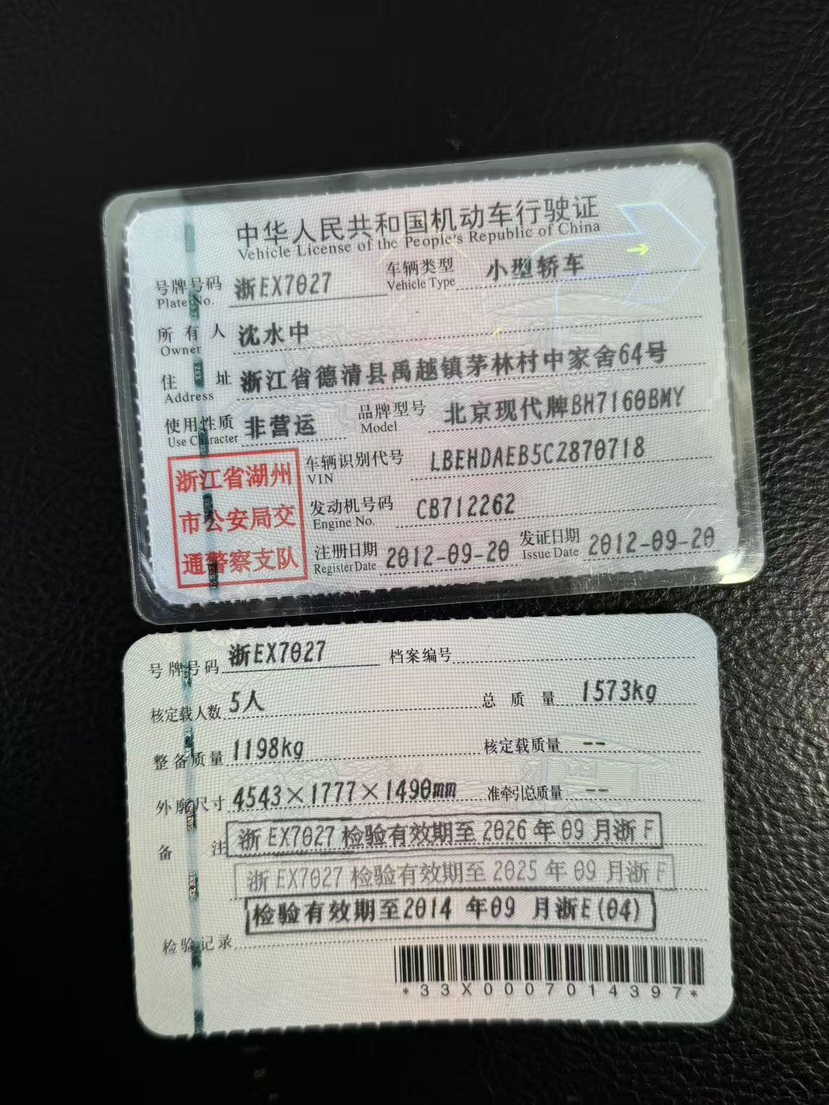 中华人民共和国机动车行驶证
Vehicle License of the People's Republic of China
号牌号码 浙EX7027 车辆类型 小型轿车
Plate No. Vehicle Type
所有人 沈水中
Owner
住址 浙江省德清县禹越镇茅林村中家舍64号
Address
使用性质 非营运 品牌型号 北京现代牌BH7160BMY
Use Character Model
浙江省湖州
市公安局交
通警察支队
车辆识别代号 LBEHDAEB5CZ870718
VIN
发动机号码 CB712262
Engine No.
注册日期 2012-09-20 发证日期 2012-09-20
Register Date Issue Date
号牌号码 浙EX7027 档案编号
核定载人数 5人 总质量 1573kg
整备质量 1198kg 核定载质量 --
外廓尺寸 4543×1777×1490mm 准牵引总质量 --
备注 浙EX7027 检验有效期至 2026 年 09 月浙F
浙EX7027 检验有效期至 2025 年 09 月浙F
检验有效期至2014 年09 月浙E(04)
检验记录
*33X0007014397*